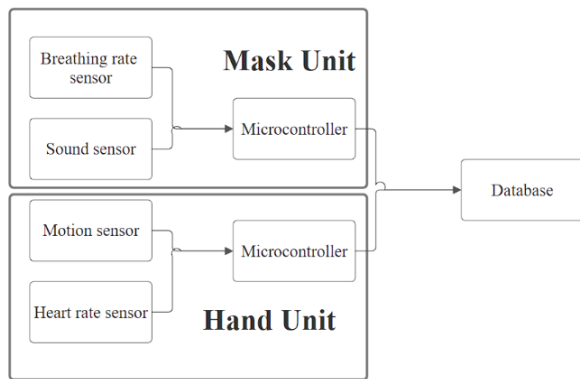 Breathing rate
sensor
Mask Unit
Sound sensor
Microcontroller
Database
Motion sensor
Microcontroller
Heart rate sensor
Hand Unit